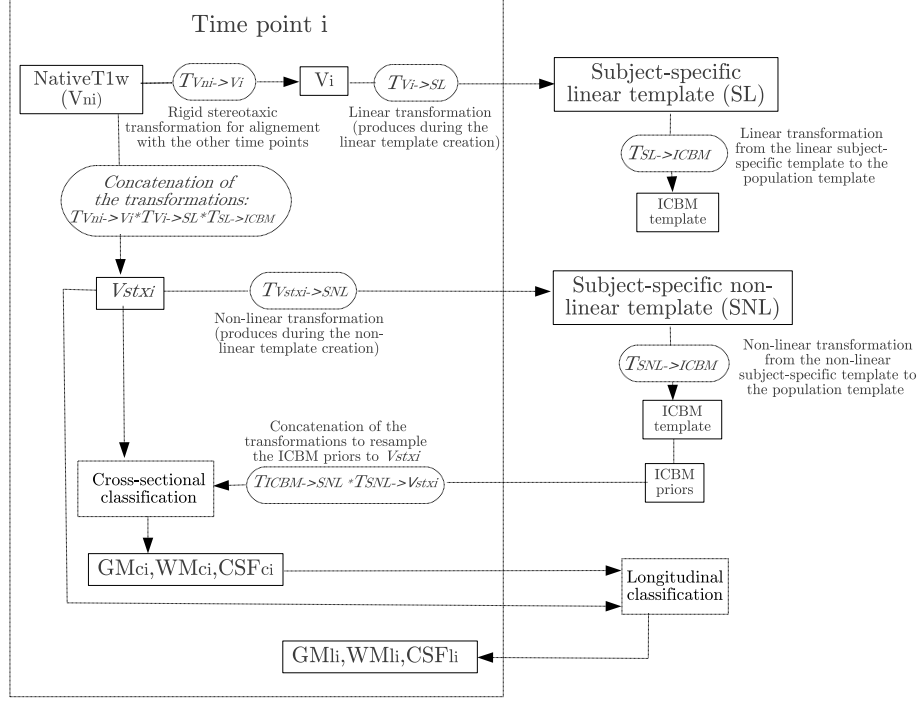 Time point i
NativeT1w
(Vni)
TVni->Vi
Vi
TVi->SL
Subject-specific
linear template (SL)
Rigid stereotaxic
transformation for alignement
with the other time points
Linear transformation
(produces during the
linear template creation)
TSL->ICBM
Linear transformation
from the linear subject-
specific template to the
population template
ICBM
template
Concatenation of
the transformations:
TVni->Vi*TVi->SL*TSL->ICBM
Vstxi
TVstxi->SNL
Subject-specific non-
linear template (SNL)
Non-linear transformation
(produces during the non-
linear template creation)
TSNL->ICBM
Non-linear transformation
from the non-linear
subject-specific template to
the population template
ICBM
template
Concatenation of the
transformations to resample
the ICBM priors to Vstxi
Cross-sectional
classification
TICBM->SNL *TSNL->Vstxi
ICBM
priors
GMci,WMci,CSFci
Longitudinal
classification
GMli,WMli,CSFli